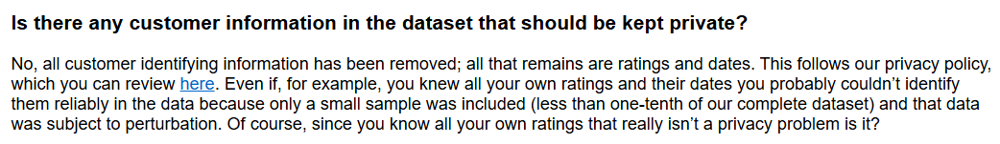 Is there any customer information in the dataset that should be kept private?
No, all customer identifying information has been removed; all that remains are ratings and dates. This follows our privacy policy,
which you can review here. Even if, for example, you knew all your own ratings and their dates you probably couldn’t identify
them reliably in the data because only a small sample was included (less than one-tenth of our complete dataset) and that data
was subject to perturbation. Of course, since you know all your own ratings that really isn’t a privacy problem is it?